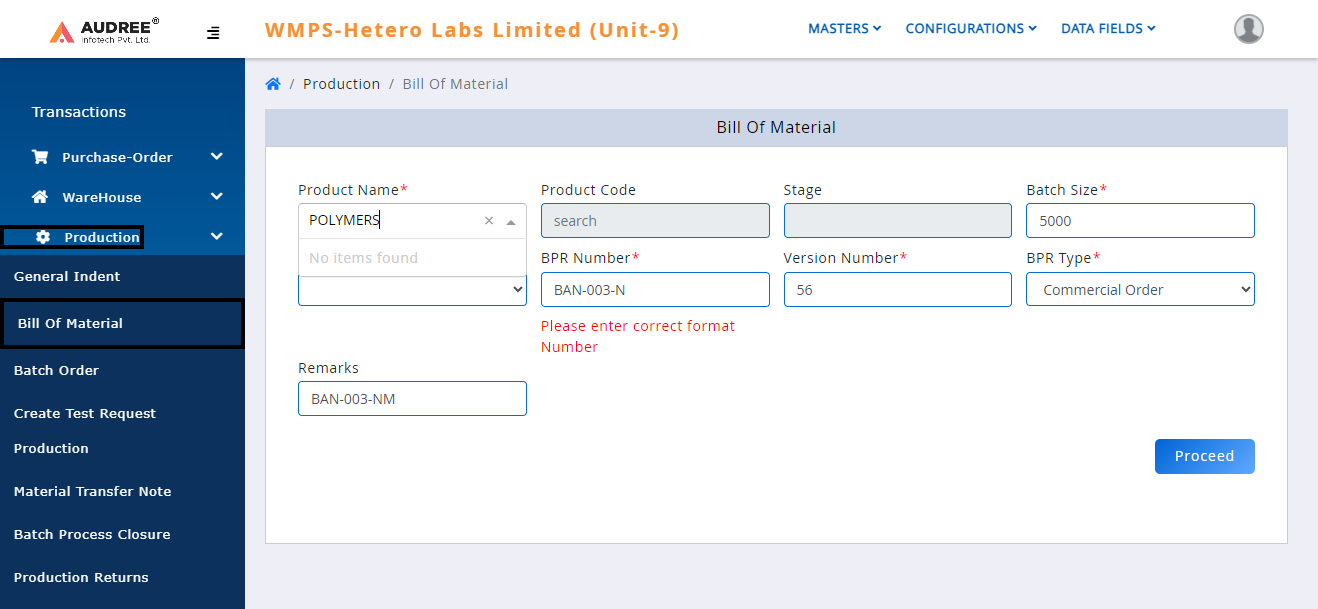 AUDREE®
Infotech Pvt. Ltd.
WMPS-Hetero Labs Limited (Unit-9)
MASTERS
CONFIGURATIONS
DATA FIELDS
Transactions
Purchase-Order
WareHouse
Production
General Indent
Bill Of Material
Batch Order
Create Test Request
Production
Material Transfer Note
Batch Process Closure
Production Returns
/ Production / Bill Of Material
Bill Of Material
Product Name*
POLYMERS
×
No items found
Product Code
search
Stage
Batch Size*
5000
BPR Number*
BAN-003-N
Please enter correct format
Number
Version Number*
56
BPR Type*
Commercial Order
Remarks
BAN-003-NM
Proceed